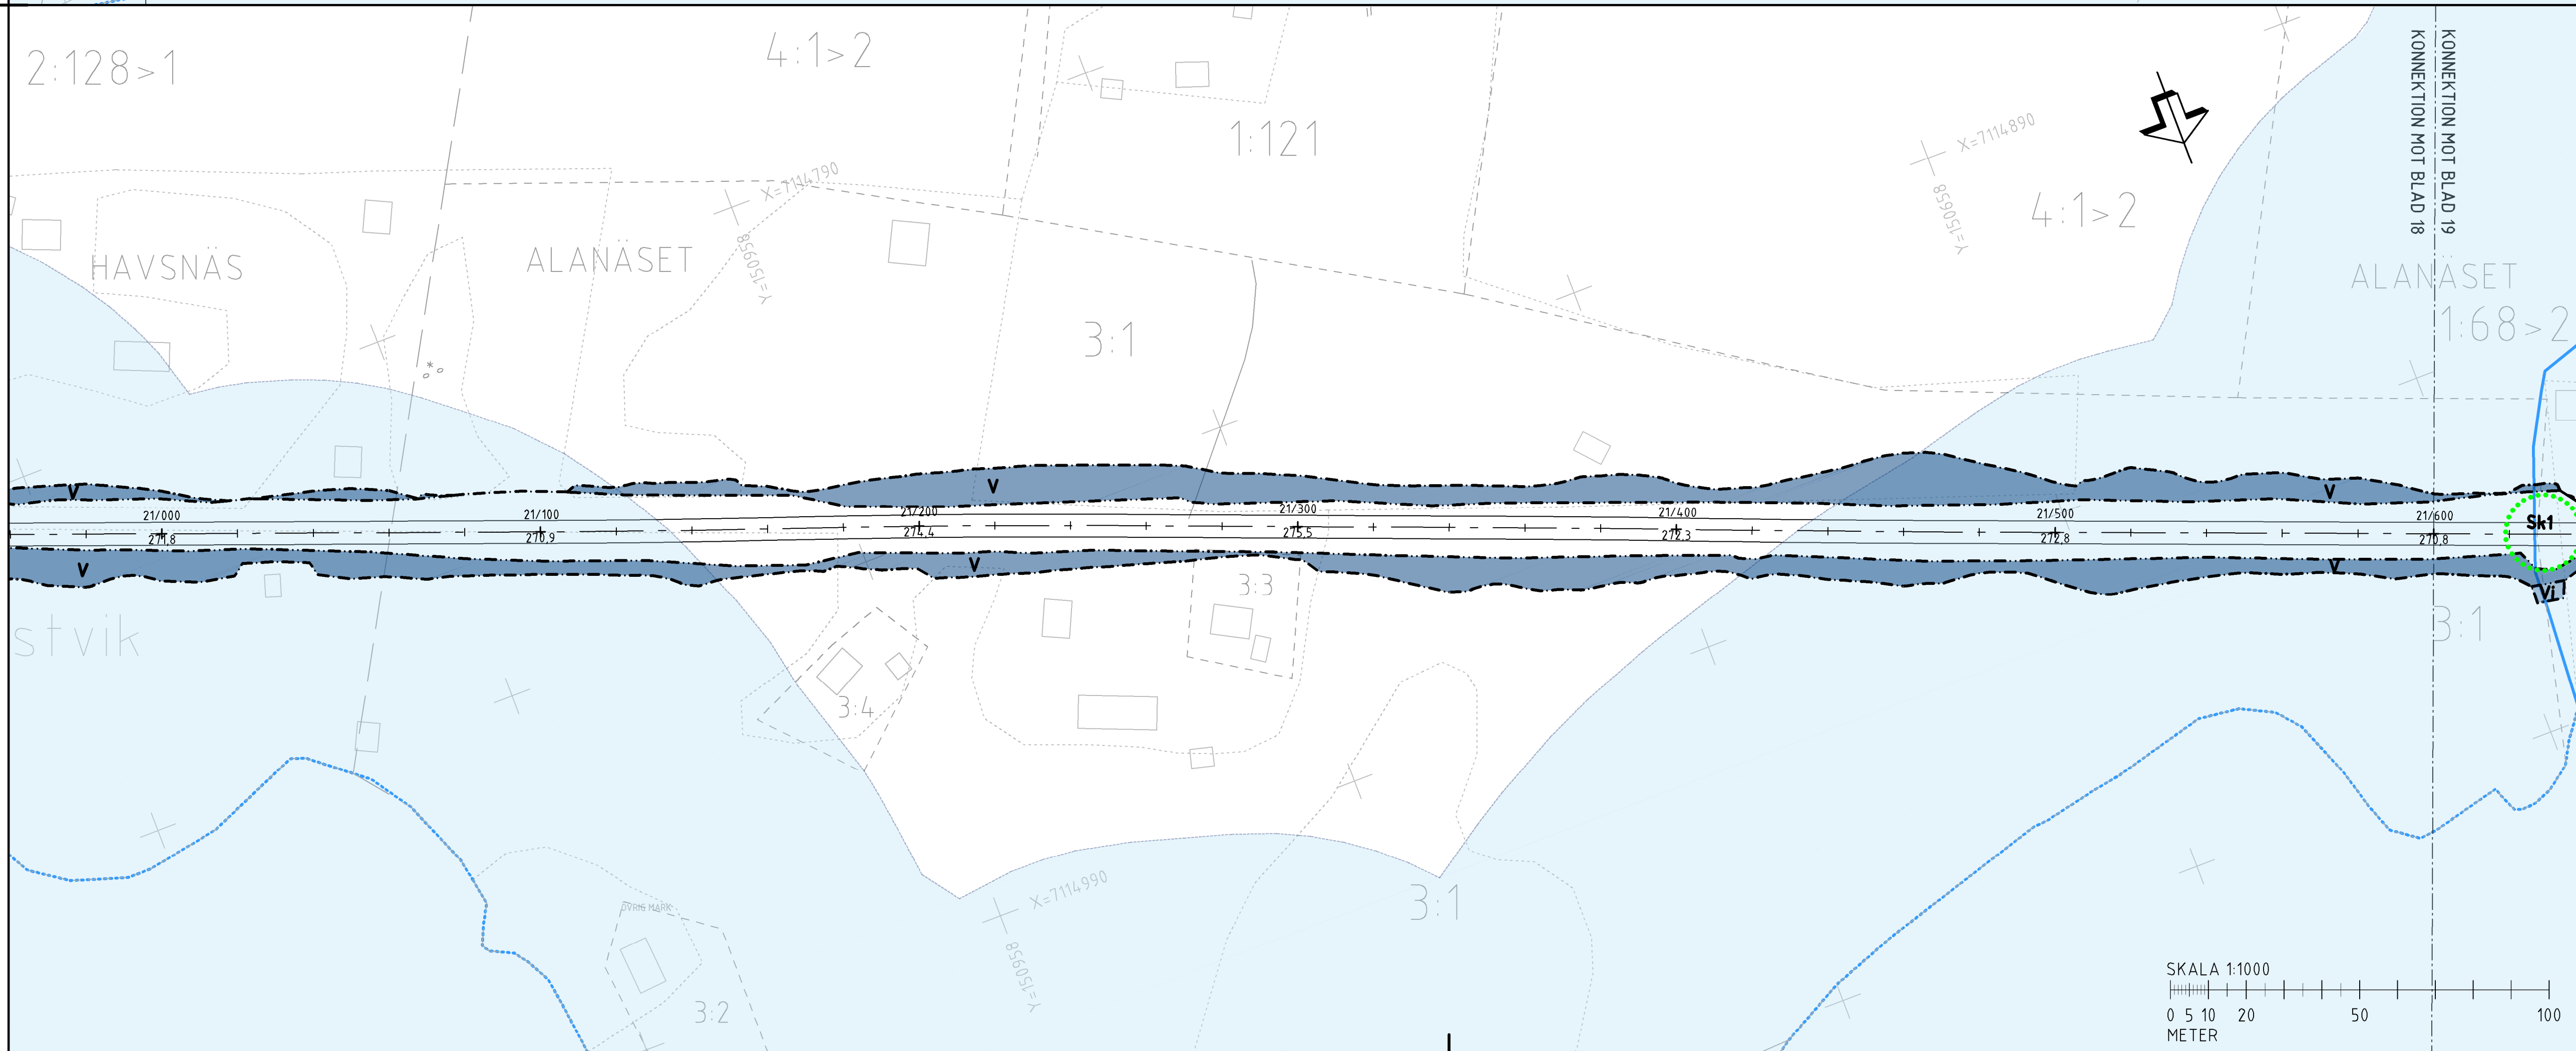 2:128>1
4:1>2
1:121
X=7114790
Y=150958
X=7114890
Y=150658
4:1>2
KONNEKTION MOT BLAD 18
KONNEKTION MOT BLAD 19
HAVSNÄS
ALANÄSET
ALANÄSET
1:68>2
3:1
V
V
V
21/000
271,8
21/100
270,9
21/200
274,4
21/300
275,5
21/400
272,3
21/500
272,8
21/600
270,8
Sk1
V
V
V
Vi
3:3
3:4
3:1
stvik
X=7114990
Y=150958
3:1
ÖVRIG MARK
3:2
SKALA 1:1000
0 5 10 20 50 100
METER